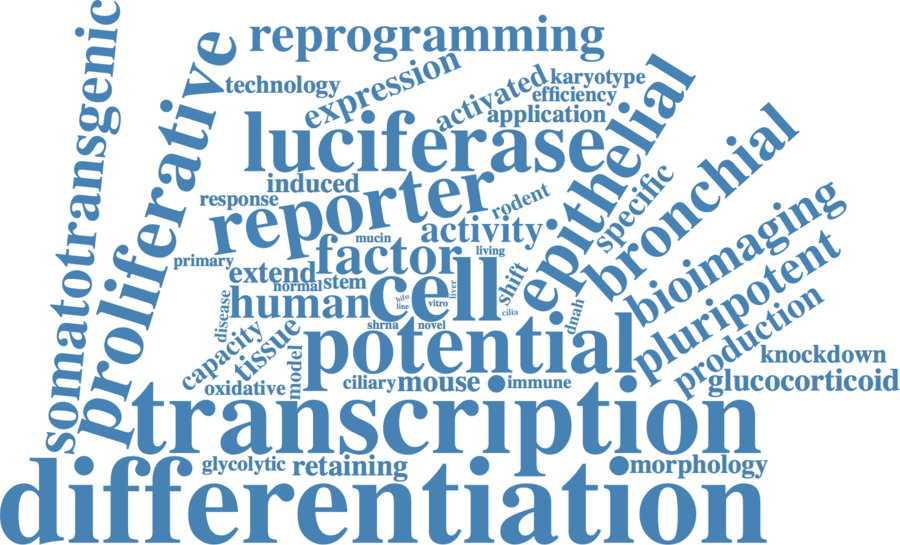 somatotransgenic
proliferative
reprogramming
technology
expression
activated
karyotype
efficiency
application
luciferase
epithelial
bronchial
induced
response
reporter
rodent
specific
activity
mucin
living
primary
factor
extend
normal
stem
cell
shift
bioimaging
pluripotent
production
disease
human
hifu
line
vitro
liver
cilia
dnah
shrna
novel
capacity
tissue
potential
knockdown
model
oxidative
ciliary
mouse
immune
glucocorticoid
transcription
glycolytic
retaining
morphology
differentiation